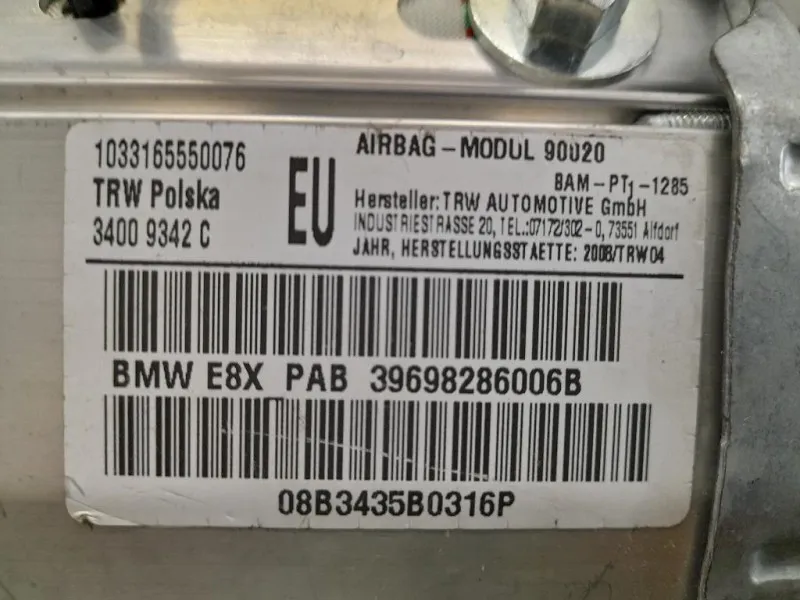 1033165550076
TRW Polska
3400 9342 C
EU
AIRBAG-MODUL 90020
BAM-PT1-1285
Hersteller: TRW AUTOMOTIVE GmbH
INDUSTRIESTRASSE 20, TEL.:07172/302-0, 73551 Alfdorf
JAHR, HERSTELLUNGSSTAETTE: 2008/TRW04
BMW E8X PAB 39698286006B
08B3435B0316P